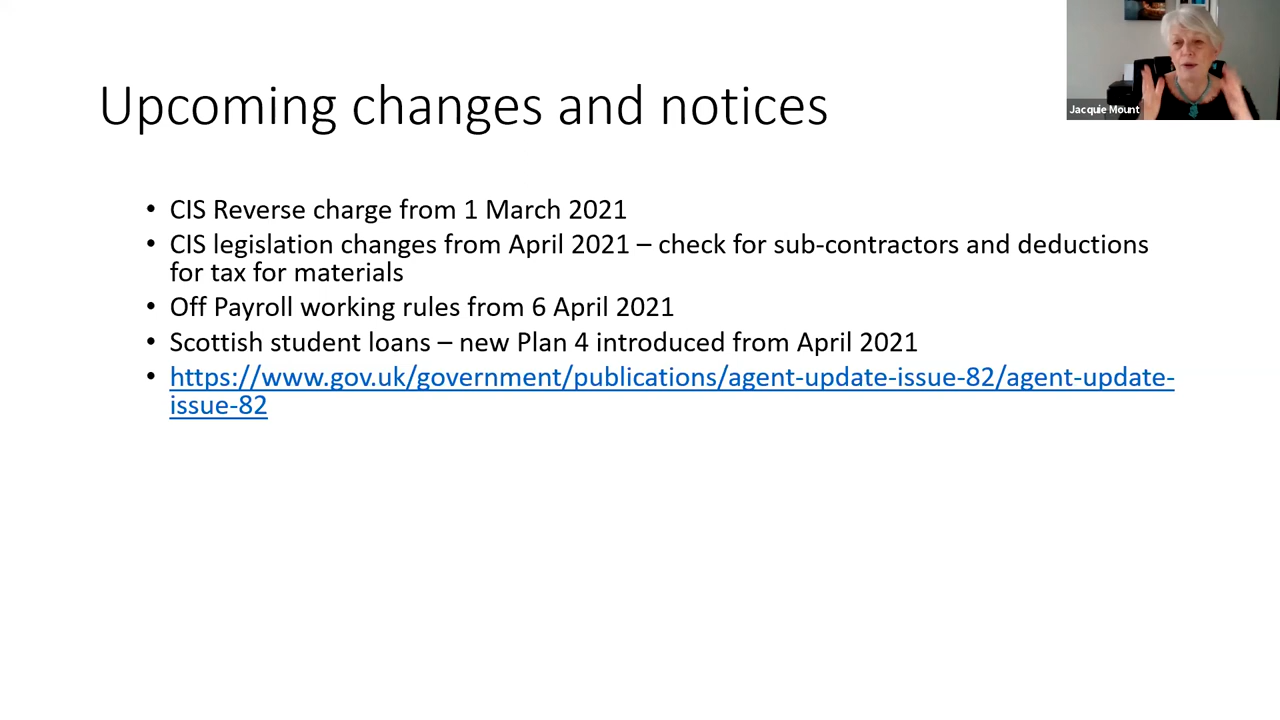 Upcoming changes and notices
Jacquie Mount
• CIS Reverse charge from 1 March 2021
• CIS legislation changes from April 2021 – check for sub-contractors and deductions
for tax for materials
• Off Payroll working rules from 6 April 2021
• Scottish student loans – new Plan 4 introduced from April 2021
• https://www.gov.uk/government/publications/agent-update-issue-82/agent-update-
issue-82